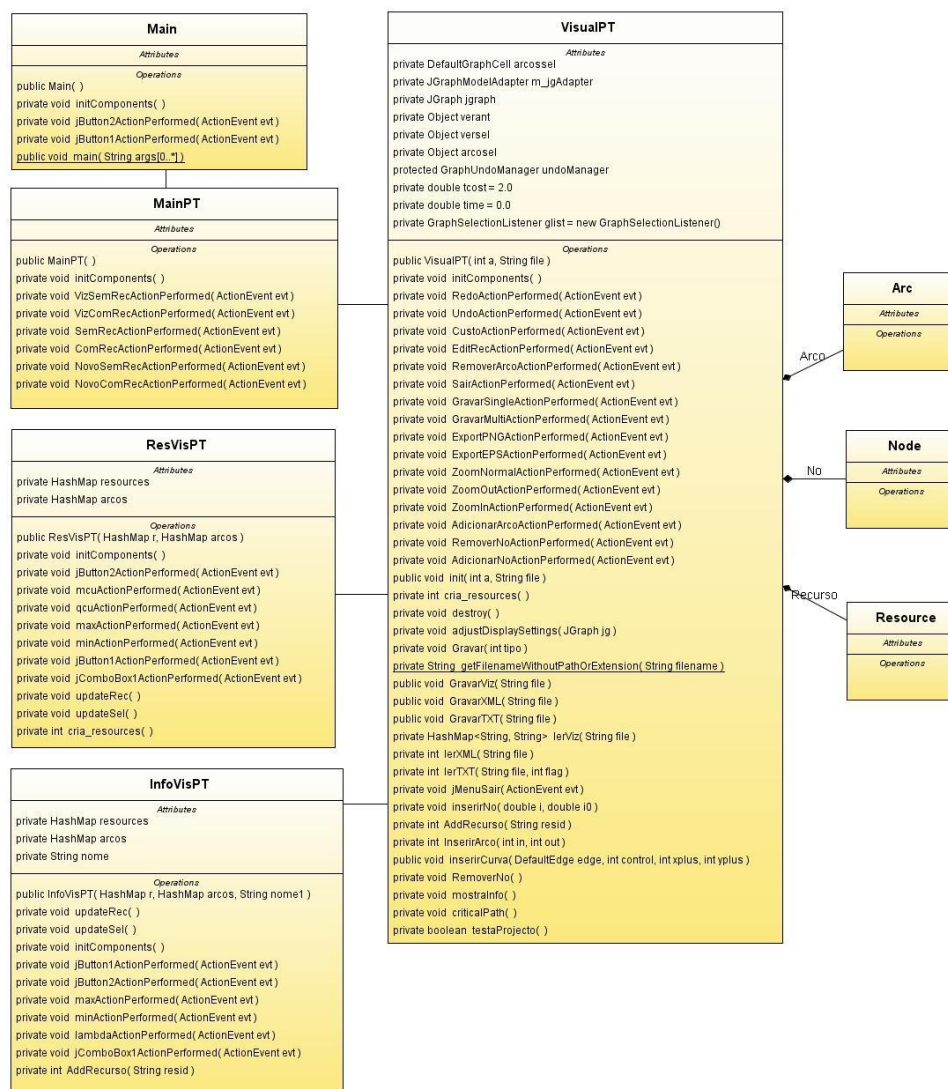 Main
Attributes
Operations
public Main( )
private void initComponents( )
private void jButton2ActionPerformed( ActionEvent evt )
private void jButton1ActionPerformed( ActionEvent evt )
public void main( String args[0..*] )
MainPT
Attributes
Operations
public MainPT( )
private void initComponents( )
private void VizSemRecActionPerformed( ActionEvent evt )
private void VizComRecActionPerformed( ActionEvent evt )
private void SemRecActionPerformed( ActionEvent evt )
private void ComRecActionPerformed( ActionEvent evt )
private void NovoSemRecActionPerformed( ActionEvent evt )
private void NovoComRecActionPerformed( ActionEvent evt )
ResVisPT
Attributes
private HashMap resources
private HashMap arcos
Operations
public ResVisPT( HashMap r, HashMap arcos )
private void initComponents( )
private void jButton2ActionPerformed( ActionEvent evt )
private void mcuActionPerformed( ActionEvent evt )
private void qcuActionPerformed( ActionEvent evt )
private void maxActionPerformed( ActionEvent evt )
private void minActionPerformed( ActionEvent evt )
private void jButton1ActionPerformed( ActionEvent evt )
private void jComboBox1ActionPerformed( ActionEvent evt )
private void updateRec( )
private void updateSel( )
private int cria_resources( )
InfoVisPT
Attributes
private HashMap resources
private HashMap arcos
private String nome
Operations
public InfoVisPT( HashMap r, HashMap arcos, String nome1 )
private void updateRec( )
private void updateSel( )
private void initComponents( )
private void jButton1ActionPerformed( ActionEvent evt )
private void jButton2ActionPerformed( ActionEvent evt )
private void maxActionPerformed( ActionEvent evt )
private void minActionPerformed( ActionEvent evt )
private void lambdaActionPerformed( ActionEvent evt )
private void jComboBox1ActionPerformed( ActionEvent evt )
private int AddRecurso( String resid )
VisualPT
Attributes
private DefaultGraphCell arcossel
private JGraphModelAdapter m_jgAdapter
private JGraph jgraph
private Object verant
private Object versel
private Object arcosel
protected GraphUndoManager undoManager
private double tcost = 2.0
private double time = 0.0
private GraphSelectionListener glist = new GraphSelectionListener()
Operations
public VisualPT( int a, String file )
private void initComponents( )
private void RedoActionPerformed( ActionEvent evt )
private void UndoActionPerformed( ActionEvent evt )
private void CustoActionPerformed( ActionEvent evt )
private void EditRecActionPerformed( ActionEvent evt )
private void RemoverArcoActionPerformed( ActionEvent evt )
private void SairActionPerformed( ActionEvent evt )
private void GravarSingleActionPerformed( ActionEvent evt )
private void GravarMultiActionPerformed( ActionEvent evt )
private void ExportPNGActionPerformed( ActionEvent evt )
private void ExportEPSActionPerformed( ActionEvent evt )
private void ZoomNormalActionPerformed( ActionEvent evt )
private void ZoomOutActionPerformed( ActionEvent evt )
private void ZoomInActionPerformed( ActionEvent evt )
private void AdicionarArcoActionPerformed( ActionEvent evt )
private void RemoverNoActionPerformed( ActionEvent evt )
private void AdicionarNoActionPerformed( ActionEvent evt )
public void init( int a, String file )
private int cria_resources( )
private void destroy( )
private void adjustDisplaySettings( JGraph jg )
private void Gravar( int tipo )
private String getFilenameWithoutPathOrExtension( String filename )
public void GravarViz( String file )
public void GravarXML( String file )
public void GravarTXT( String file )
private HashMap<String, String> lerViz( String file )
private int lerXML( String file )
private int lerTXT( String file, int flag )
private void jMenuSair( ActionEvent evt )
private void inserirNo( double i, double i0 )
private int AddRecurso( String resid )
private int InserirArco( int in, int out )
public void inserirCurva( DefaultEdge edge, int control, int xplus, int yplus )
private void RemoverNo( )
private void mostraInfo( )
private void criticalPath( )
private boolean testaProjecto( )
Arco
Arc
Attributes
Operations
No
Node
Attributes
Operations
Recurso
Resource
Attributes
Operations